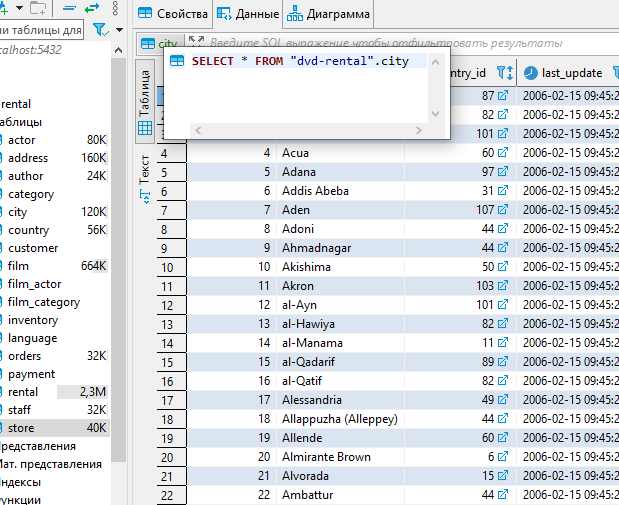 Свойства Данные Диаграмма
ни таблицы для
city Введите SQL выражение чтобы отфильтровать результаты
calhost:5432
SELECT * FROM "dvd-rental".city
ntry_id last_update
Таблица
Текст
-rental
аблицы
actor 80K
address 160K
author 24K
category
city 120K
country 56K
customer
film 664K
film_actor
film_category
inventory
language
orders 32K
payment
rental 2,3M
staff 32K
store 40K
Представления
Мат. представления
Индексы
ункции
87 2006-02-15 09:45:2
82 2006-02-15 09:45:2
101 2006-02-15 09:45:2
4 4 Acua 60 2006-02-15 09:45:2
5 5 Adana 97 2006-02-15 09:45:2
6 6 Addis Abeba 31 2006-02-15 09:45:2
7 7 Aden 107 2006-02-15 09:45:2
8 8 Adoni 44 2006-02-15 09:45:2
9 9 Ahmadnagar 44 2006-02-15 09:45:2
10 10 Akishima 50 2006-02-15 09:45:2
11 11 Akron 103 2006-02-15 09:45:2
12 12 al-Ayn 101 2006-02-15 09:45:2
13 13 al-Hawiya 82 2006-02-15 09:45:2
14 14 al-Manama 11 2006-02-15 09:45:2
15 15 al-Qadarif 89 2006-02-15 09:45:2
16 16 al-Qatif 82 2006-02-15 09:45:2
17 17 Alessandria 49 2006-02-15 09:45:2
18 18 Allappuzha (Alleppey) 44 2006-02-15 09:45:2
19 19 Allende 60 2006-02-15 09:45:2
20 20 Almirante Brown 6 2006-02-15 09:45:2
21 21 Alvorada 15 2006-02-15 09:45:2
22 22 Ambattur 44 2006-02-15 09:45:2